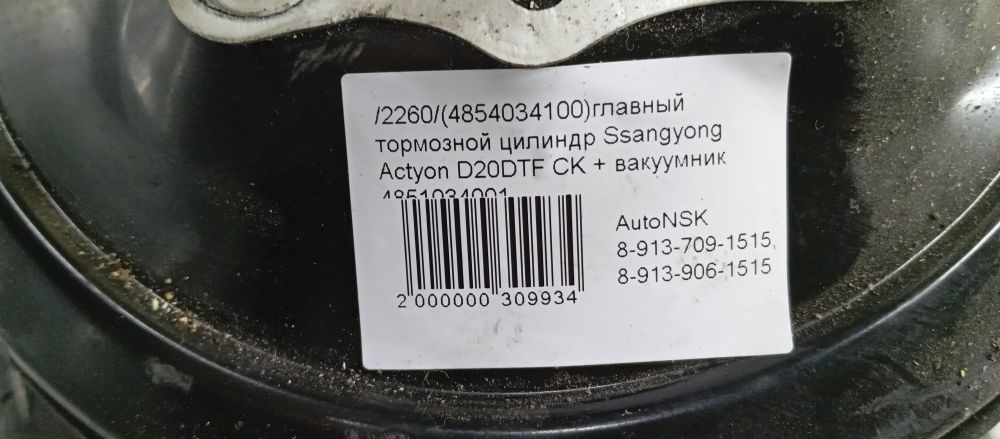 /2260/(4854034100)главный
тормозной цилиндр Ssangyong
Actyon D20DTF CK + вакуумник
4851034001
AutoNSK
8-913-709-1515,
8-913-906-1515
2 000000 309934